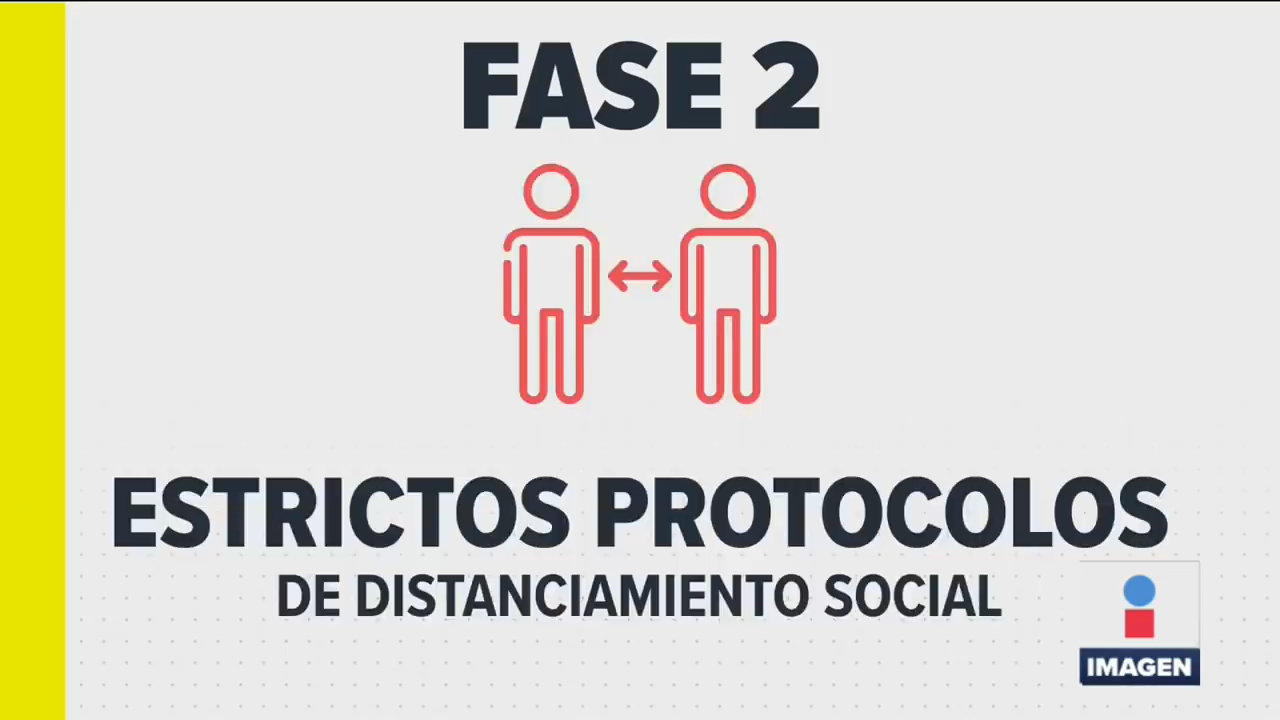 FASE 2
ESTRICTOS PROTOCOLOS
DE DISTANCIAMIENTO SOCIAL
IMAGEN